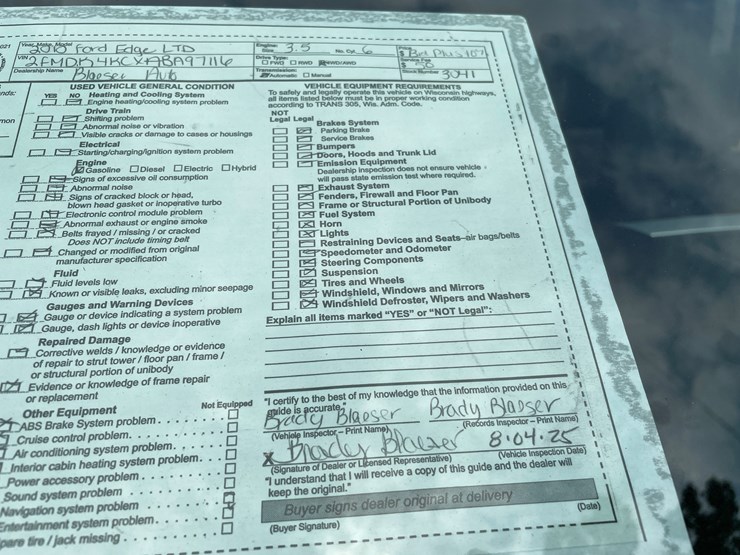 2010 Ford Edge LTD
Engine Size 3.5 No. Cyl. 6
Drive Type:
VIN 2FMDK4KCXABA97116
Dealership Name Blaeser Auto
Transmission:
Automatic Manual
Stock Number 3041
USED VEHICLE GENERAL CONDITION
YES NO
Heating and Cooling System
Engine heating/cooling system problem
Drive Train
Shifting problem
Abnormal noise or vibration
Visible cracks or damage to cases or housings
Electrical
Starting/charging/ignition system problem
Engine
Gasoline Diesel Electric Hybrid
Signs of excessive oil consumption
Abnormal noise
Signs of cracked block or head,
blown head gasket or inoperative turbo
Electronic control module problem
Abnormal exhaust or engine smoke
Belts frayed / missing / or cracked
Does NOT include timing belt
Changed or modified from original
manufacturer specification
Fluid
Fluid levels low
Known or visible leaks, excluding minor seepage
Gauges and Warning Devices
Gauge or device indicating a system problem
Gauge, dash lights or device inoperative
Repaired Damage
Corrective welds / knowledge or evidence
of repair to strut tower / floor pan / frame /
or structural portion of unibody
Evidence or knowledge of frame repair
or replacement
Other Equipment Not Equipped
ABS Brake System problem
Cruise control problem
Air conditioning system problem
Interior cabin heating system problem
Power accessory problem
Sound system problem
Navigation system problem
Entertainment system problem
pare tire / jack missing
VEHICLE EQUIPMENT REQUIREMENTS
To safely and legally operate this vehicle on Wisconsin highways,
all items listed below must be in proper working condition
according to TRANS 305, Wis. Adm. Code.
NOT
Legal Legal
Brakes System
Parking Brake
Service Brakes
Bumpers
Doors, Hoods and Trunk Lid
Emission Equipment
Dealership inspection does not ensure vehicle
will pass state emission test where required.
Exhaust System
Fenders, Firewall and Floor Pan
Frame or Structural Portion of Unibody
Fuel System
Horn
Lights
Restraining Devices and Seats–air bags/belts
Speedometer and Odometer
Steering Components
Suspension
Tires and Wheels
Windshield, Windows and Mirrors
Windshield Defroster, Wipers and Washers
Explain all items marked "YES" or "NOT Legal":
"I certify to the best of my knowledge that the information provided on this
guide is accurate."
Brady Blaeser Brady Blaeser
(Vehicle Inspector – Print Name) (Records Inspector – Print Name)
X Brady Blaeser 8·04·25
(Signature of Dealer or Licensed Representative) (Vehicle Inspection Date)
"I understand that I will receive a copy of this guide and the dealer will
keep the original."
Buyer signs dealer original at delivery
(Buyer Signature) (Date)